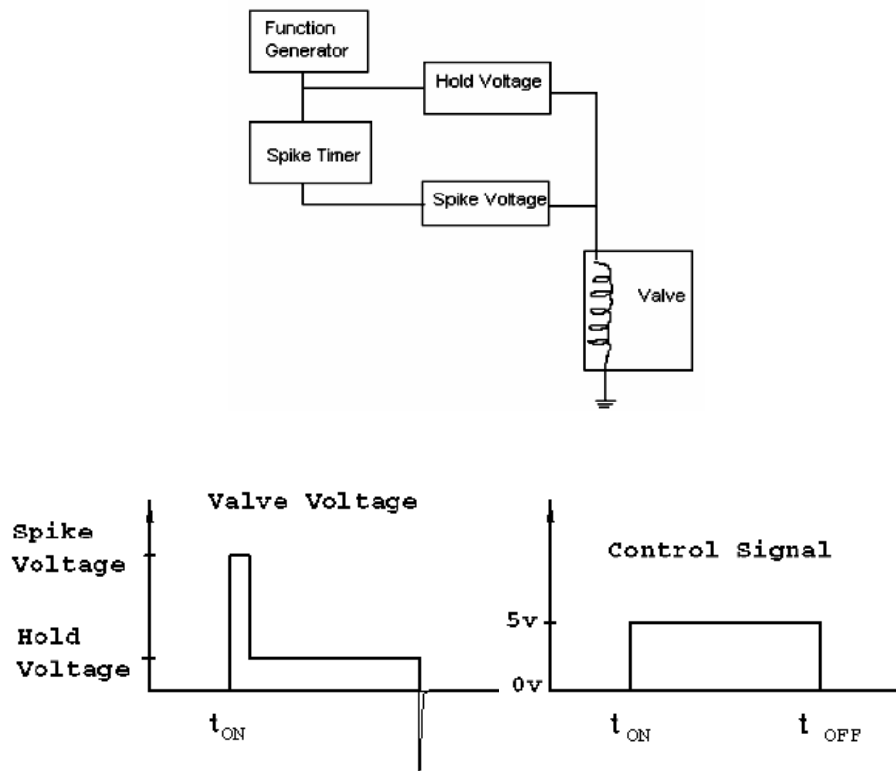 Function
Generator
Hold Voltage
Spike Timer
Spike Voltage
Valve
Valve Voltage
Spike
Voltage
Hold
Voltage
tON
Control Signal
5v
0v
tON
t OFF